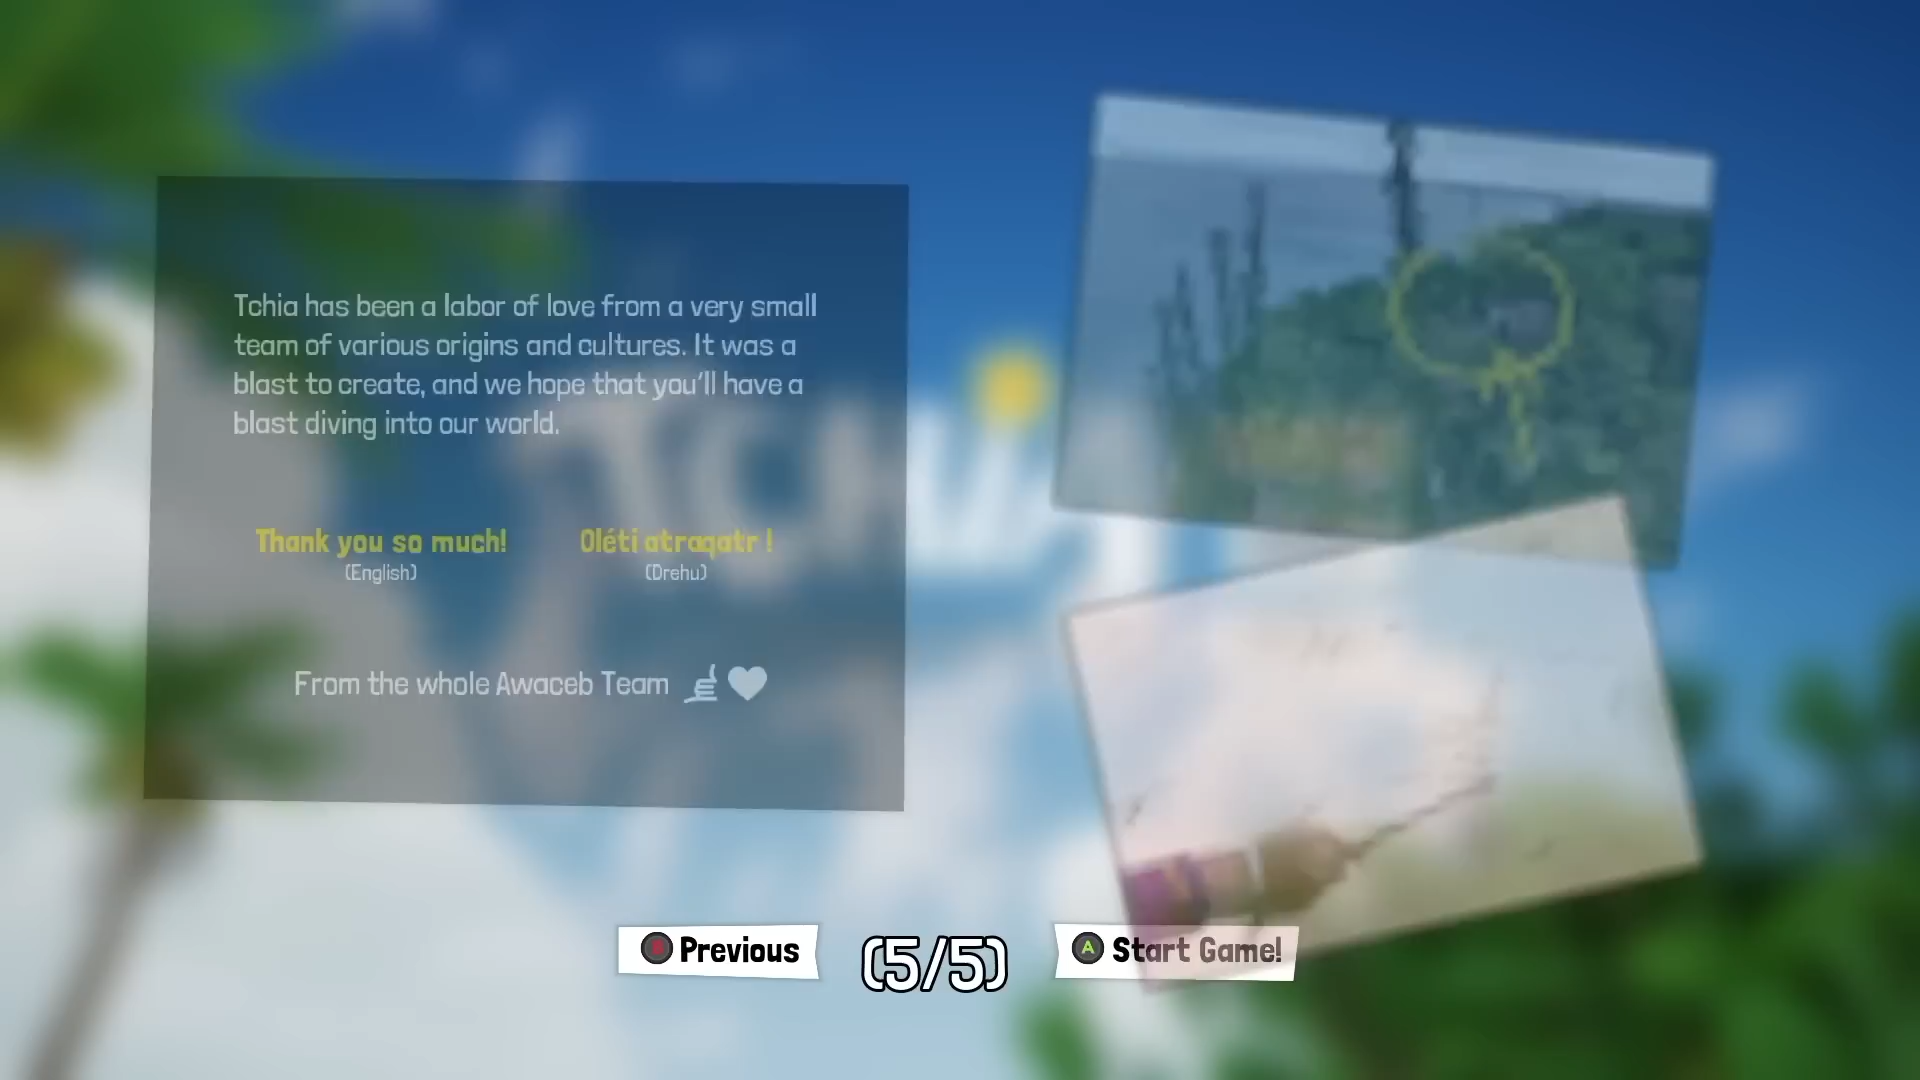 Tchia has been a labor of love from a very small
team of various origins and cultures. It was a
blast to create, and we hope that you'll have a
blast diving into our world.
Thank you so much! Oléti atraqatr !
(English) (Drehu)
From the whole Awaceb Team
TCHIA
Previous (5/5) A Start Game!